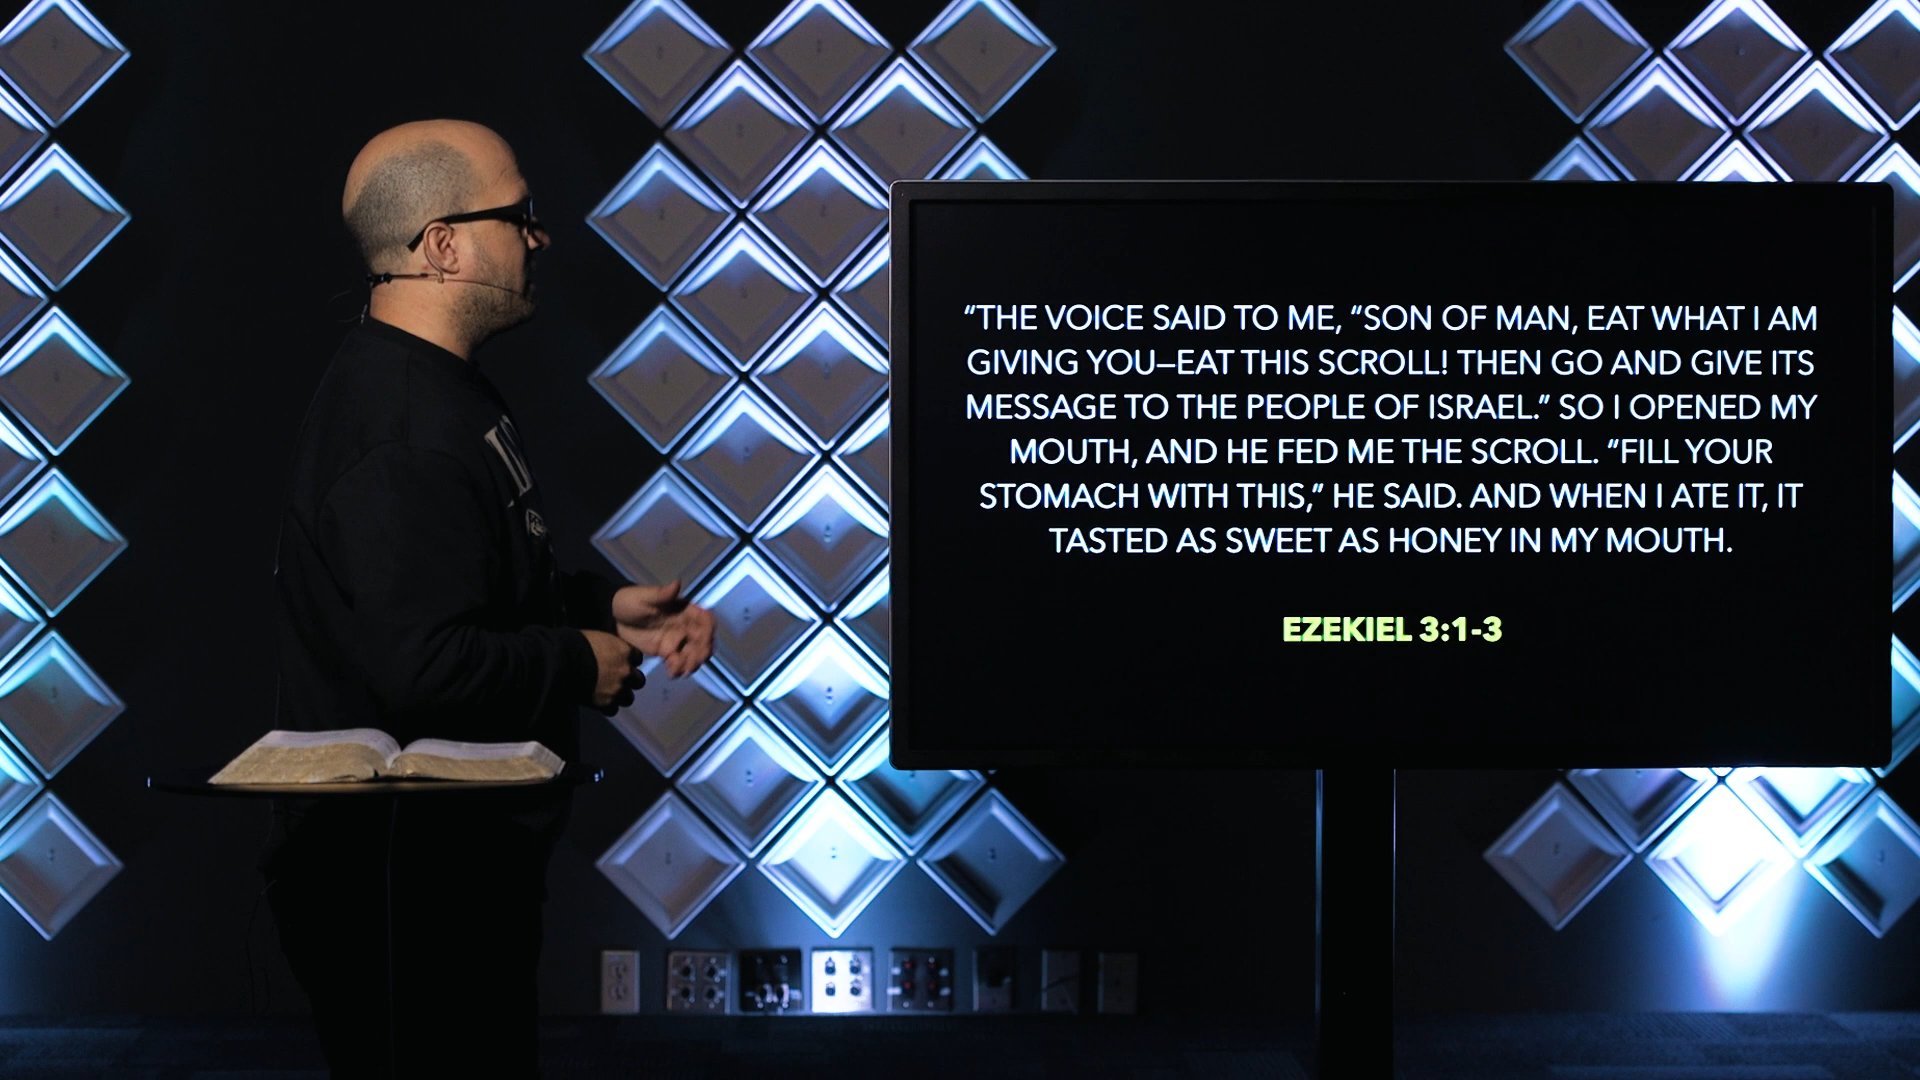 “THE VOICE SAID TO ME, “SON OF MAN, EAT WHAT I AM
GIVING YOU—EAT THIS SCROLL! THEN GO AND GIVE ITS
MESSAGE TO THE PEOPLE OF ISRAEL.” SO I OPENED MY
MOUTH, AND HE FED ME THE SCROLL. “FILL YOUR
STOMACH WITH THIS,” HE SAID. AND WHEN I ATE IT, IT
TASTED AS SWEET AS HONEY IN MY MOUTH.
EZEKIEL 3:1-3